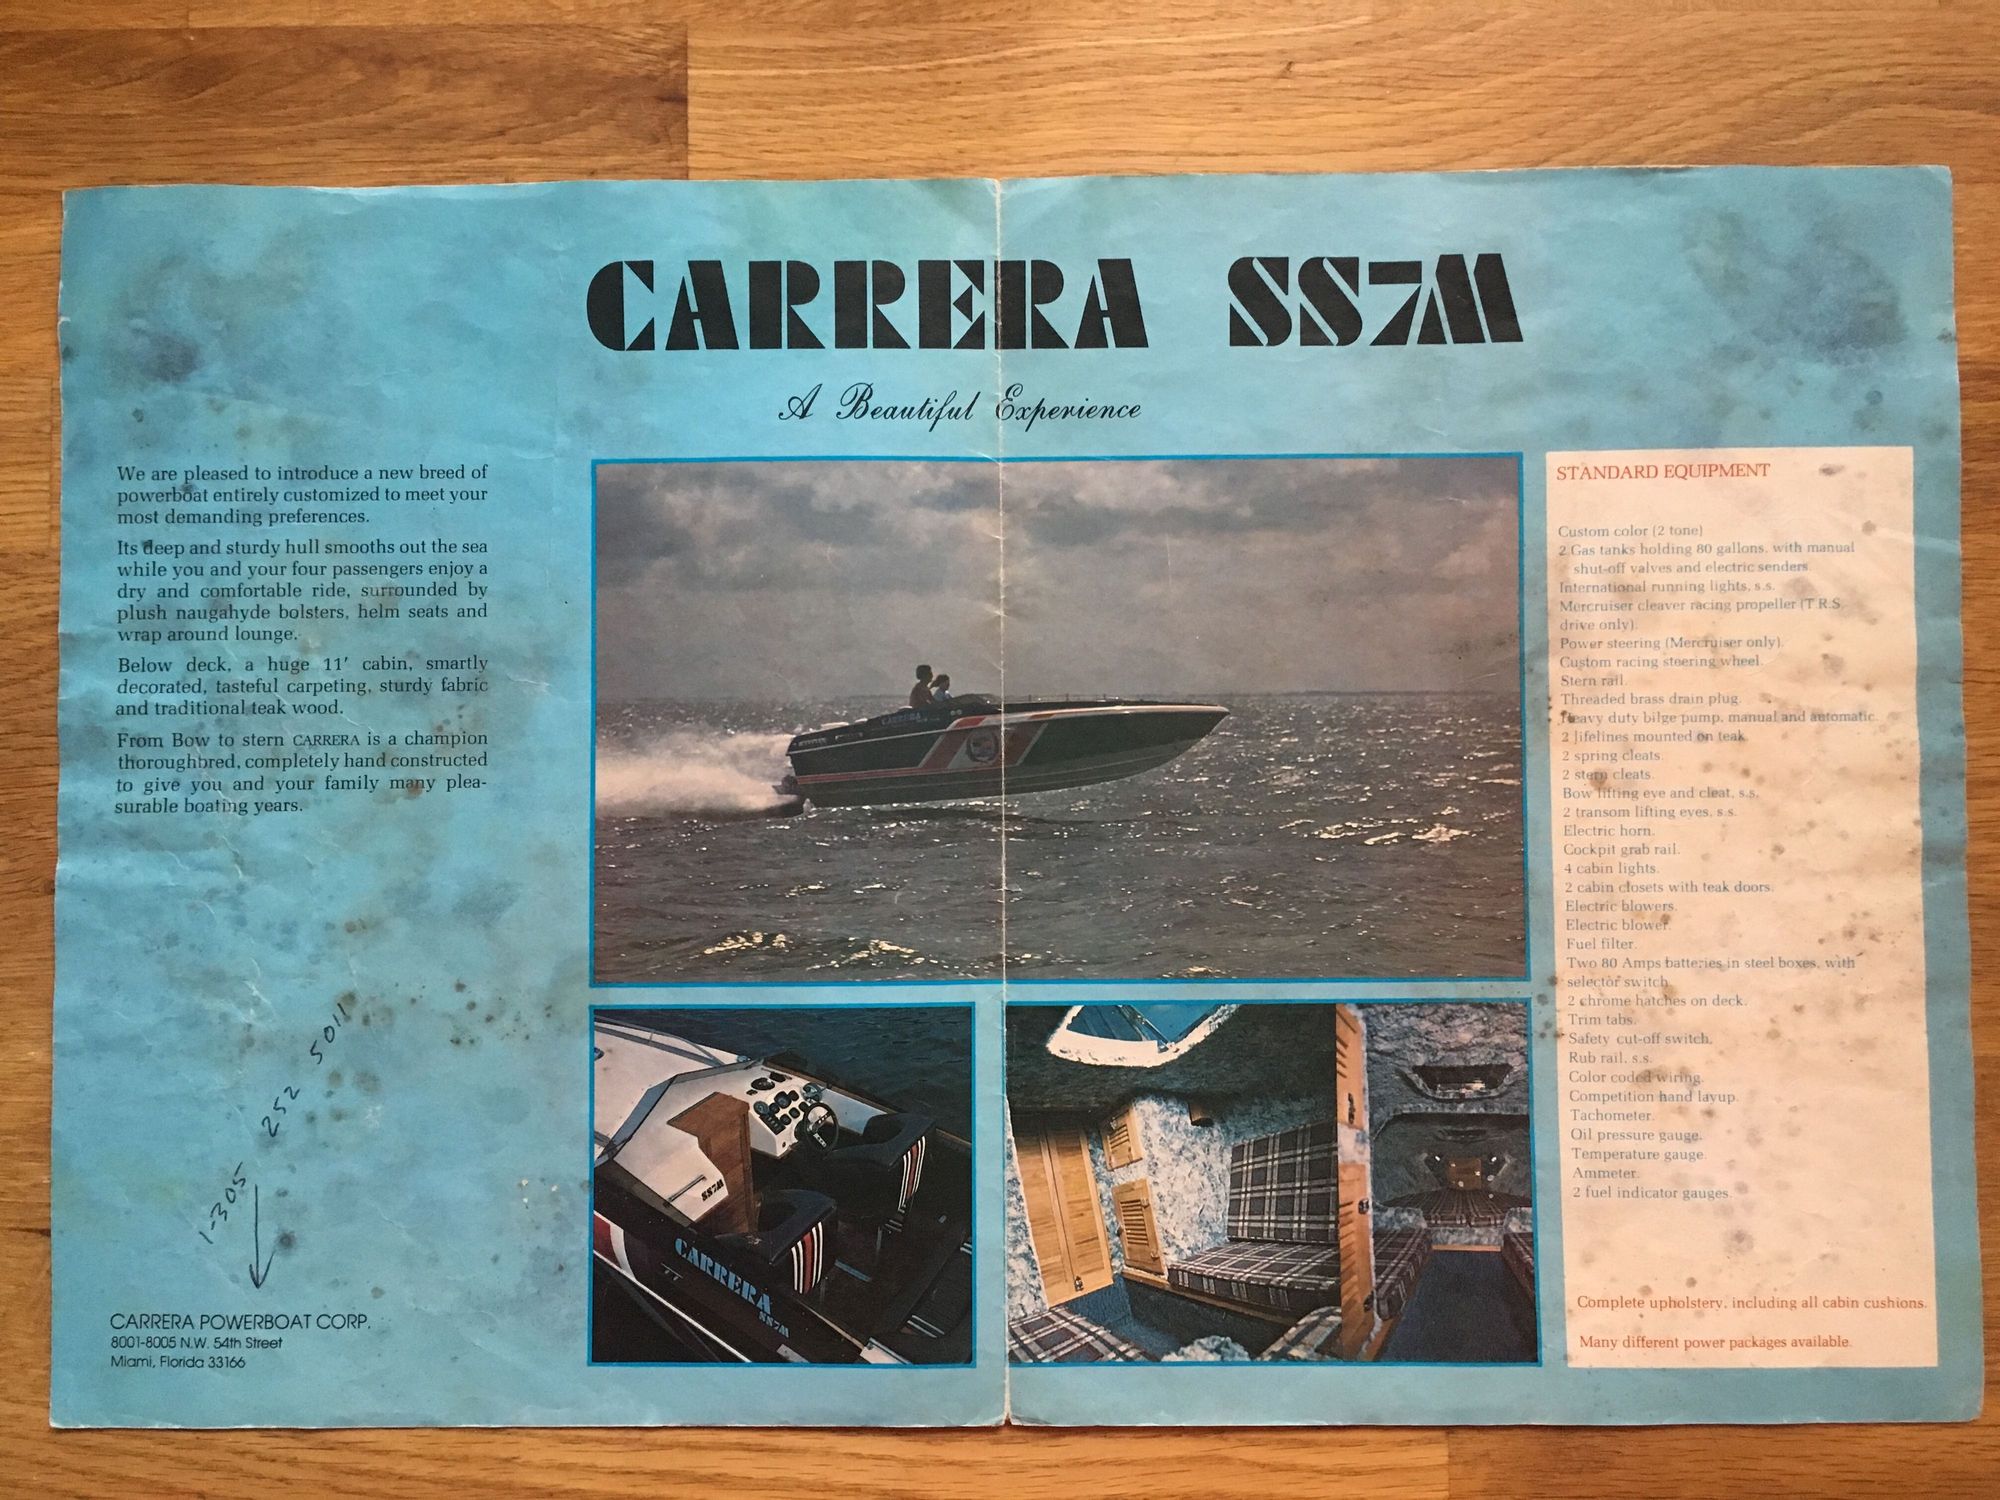 CARRERA SS7M
A Beautiful Experience
We are pleased to introduce a new breed of
powerboat entirely customized to meet your
most demanding preferences.
Its deep and sturdy hull smooths out the sea
while you and your four passengers enjoy a
dry and comfortable ride, surrounded by
plush naugahyde bolsters, helm seats and
wrap around lounge.
Below deck, a huge 11' cabin, smartly
decorated, tasteful carpeting, sturdy fabric
and traditional teak wood.
From Bow to stern CARRERA is a champion
thoroughbred, completely hand constructed
to give you and your family many plea-
surable boating years.
1-305 252 5011
CARRERA POWERBOAT CORP.
8001-8005 N.W. 54th Street
Miami, Florida 33166
CARRERA
SS7M
CARRERA
SS7M
STANDARD EQUIPMENT
Custom color (2 tone)
2 Gas tanks holding 80 gallons, with manual
shut-off valves and electric senders.
International running lights, s.s.
Mercruiser cleaver racing propeller (T.R.S.
drive only).
Power steering (Mercruiser only).
Custom racing steering wheel.
Stern rail.
Threaded brass drain plug.
Heavy duty bilge pump, manual and automatic.
2 lifelines mounted on teak.
2 spring cleats.
2 stern cleats.
Bow lifting eye and cleat, s.s.
2 transom lifting eyes, s.s.
Electric horn.
Cockpit grab rail.
4 cabin lights.
2 cabin closets with teak doors.
Electric blowers.
Electric blower.
Fuel filter.
Two 80 Amps batteries in steel boxes, with
selector switch.
2 chrome hatches on deck.
Trim tabs.
Safety cut-off switch.
Rub rail, s.s.
Color coded wiring.
Competition hand layup.
Tachometer.
Oil pressure gauge.
Temperature gauge.
Ammeter.
2 fuel indicator gauges.
Complete upholstery, including all cabin cushions.
Many different power packages available.